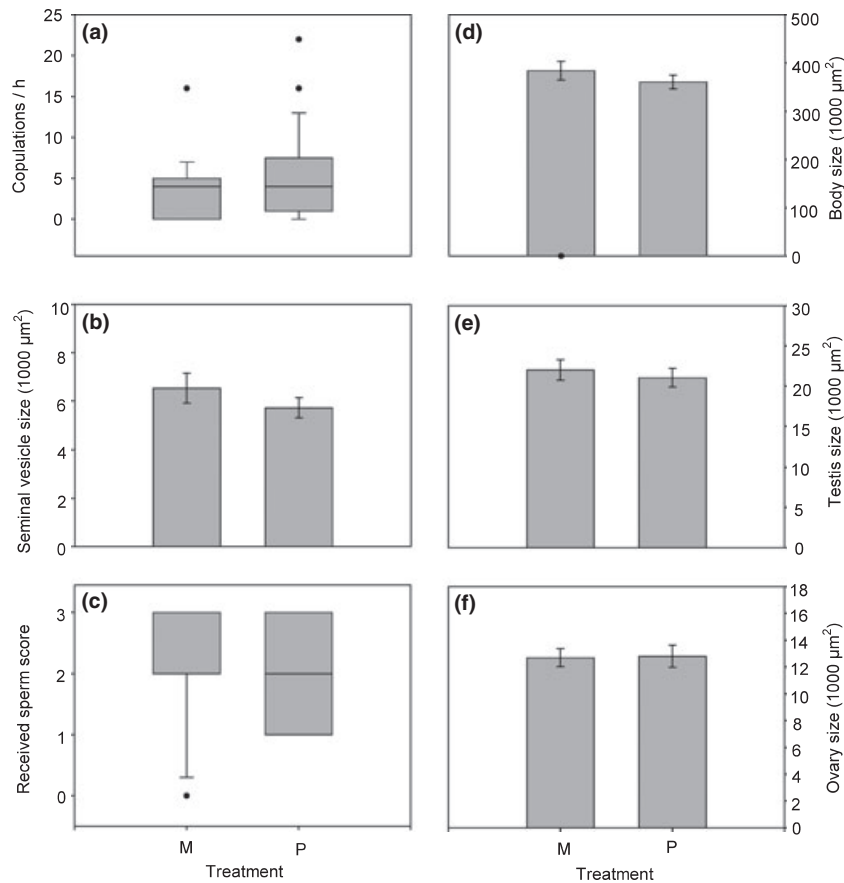 (a)
25
20
15
10
5
0
Copulations / h
(d)
500
400
300
200
100
0
Body size (1000 µm²)
(b)
10
8
6
4
2
0
Seminal vesicle size (1000 µm²)
(e)
30
25
20
15
10
5
0
Testis size (1000 µm²)
(c)
3
2
1
0
Received sperm score
M
P
Treatment
(f)
18
16
14
12
10
8
6
4
2
0
Ovary size (1000 µm²)
M
P
Treatment